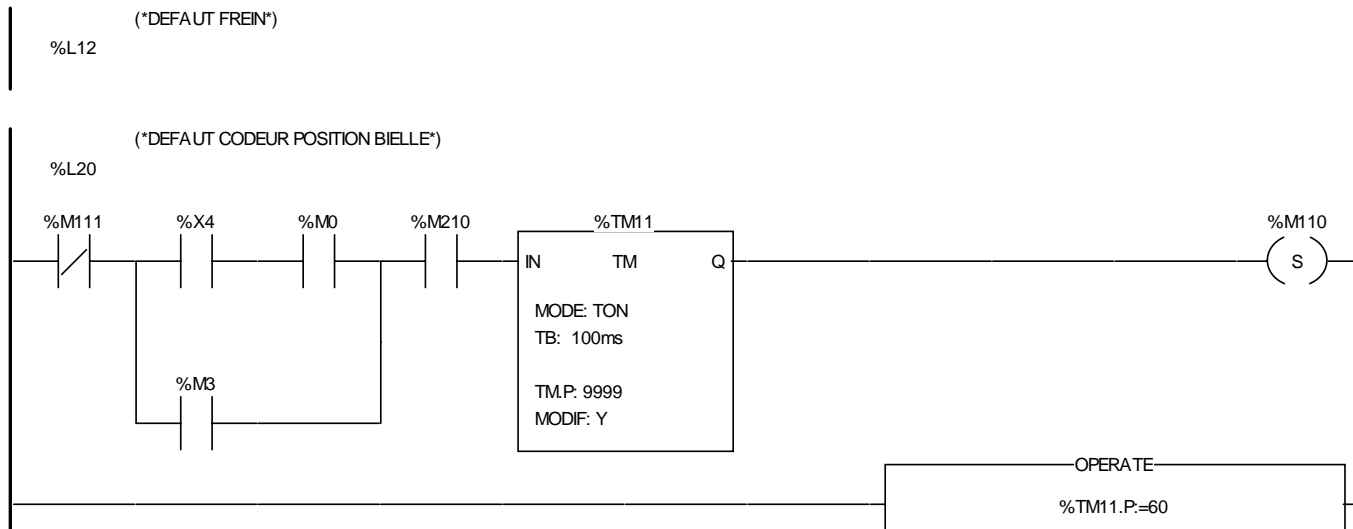 (*DEFAUT FREIN*)
%L12
(*DEFAUT CODEUR POSITION BIELLE*)
%L20
%M111 %X4 %M0 %M210 %TM11 %M110
IN TM Q S
MODE: TON
TB: 100ms
%M3 TM.P: 9999
MODIF: Y
OPERATE
%TM11.P:=60